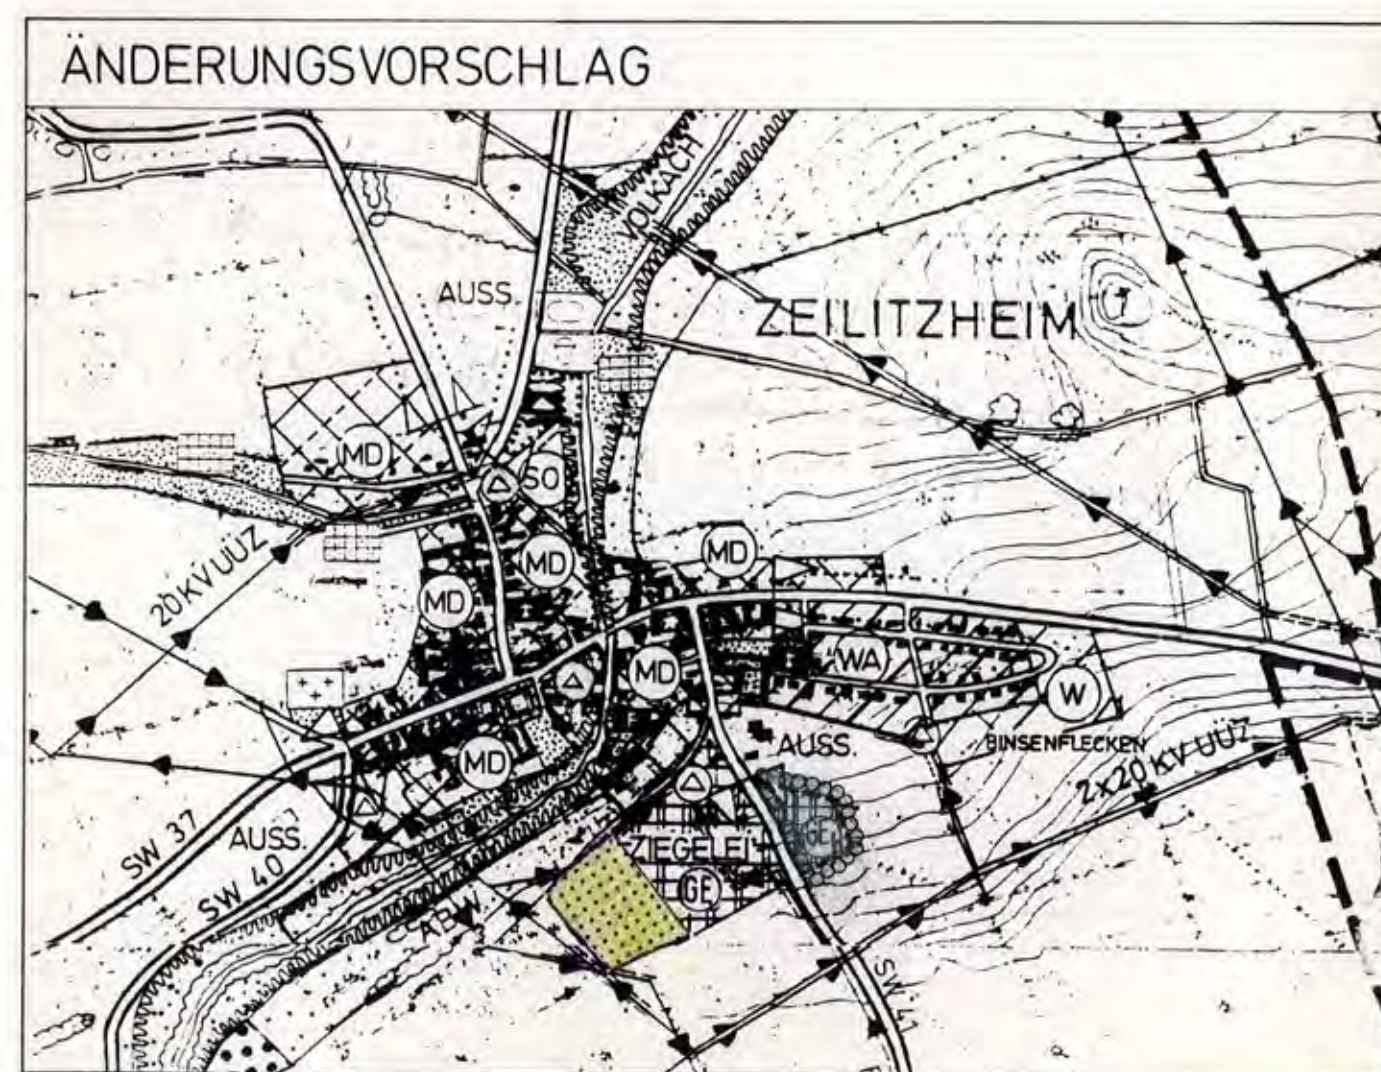 ÄNDERUNGSVORSCHLAG
VOLKACH
AUSS.
ZEILITZHEIM
MD
SO
20 KV UÜZ
MD
MD
MD
MD
WA
W
MD
AUSS.
BINSENFLECKEN
2x20 KV UÜZ
SW 37
AUSS.
SW 40
ZIEGELEI
GE
GE
ABW
SW 41